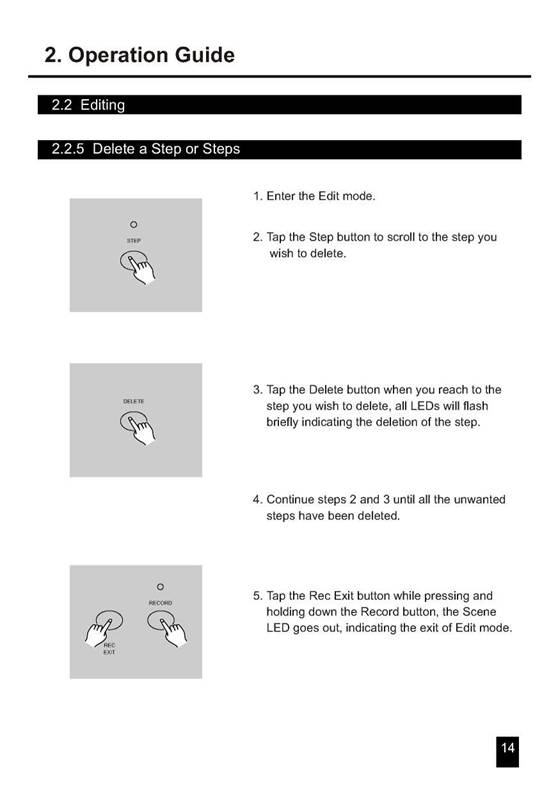 2. Operation Guide
2.2 Editing
2.2.5 Delete a Step or Steps
1. Enter the Edit mode.
STEP
2. Tap the Step button to scroll to the step you
wish to delete.
DELETE
3. Tap the Delete button when you reach to the
step you wish to delete, all LEDs will flash
briefly indicating the deletion of the step.
4. Continue steps 2 and 3 until all the unwanted
steps have been deleted.
RECORD
REC
EXIT
5. Tap the Rec Exit button while pressing and
holding down the Record button, the Scene
LED goes out, indicating the exit of Edit mode.
14